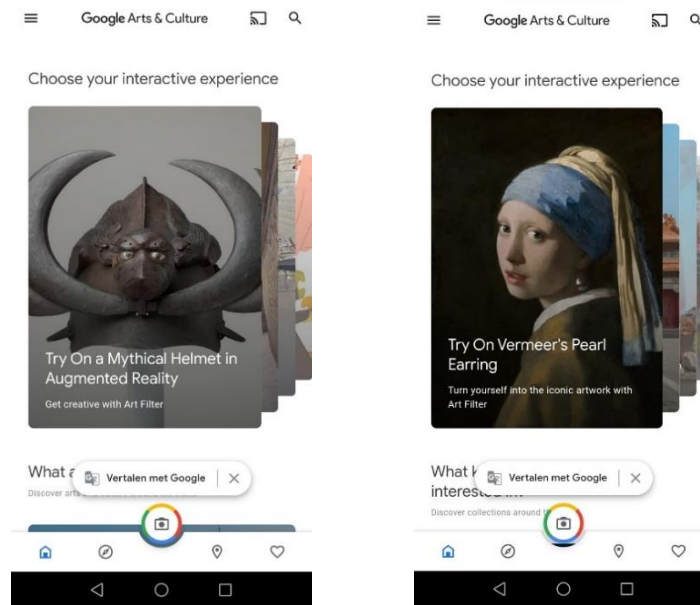 Google Arts & Culture
Choose your interactive experience
Try On a Mythical Helmet in
Augmented Reality
Get creative with Art Filter
What a
Vertalen met Google
Discover arts
Google Arts & Culture
Choose your interactive experience
Try On Vermeer's Pearl
Earring
Turn yourself into the iconic artwork with
Art Filter
What k
Vertalen met Google
Discover collections around